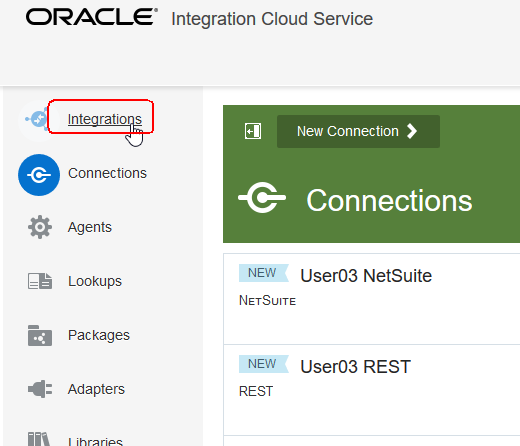 ORACLE® Integration Cloud Service
Integrations
Connections
Agents
Lookups
Packages
Adapters
Libraries
New Connection
Connections
NEW User03 NetSuite
NETSUITE
NEW User03 REST
REST